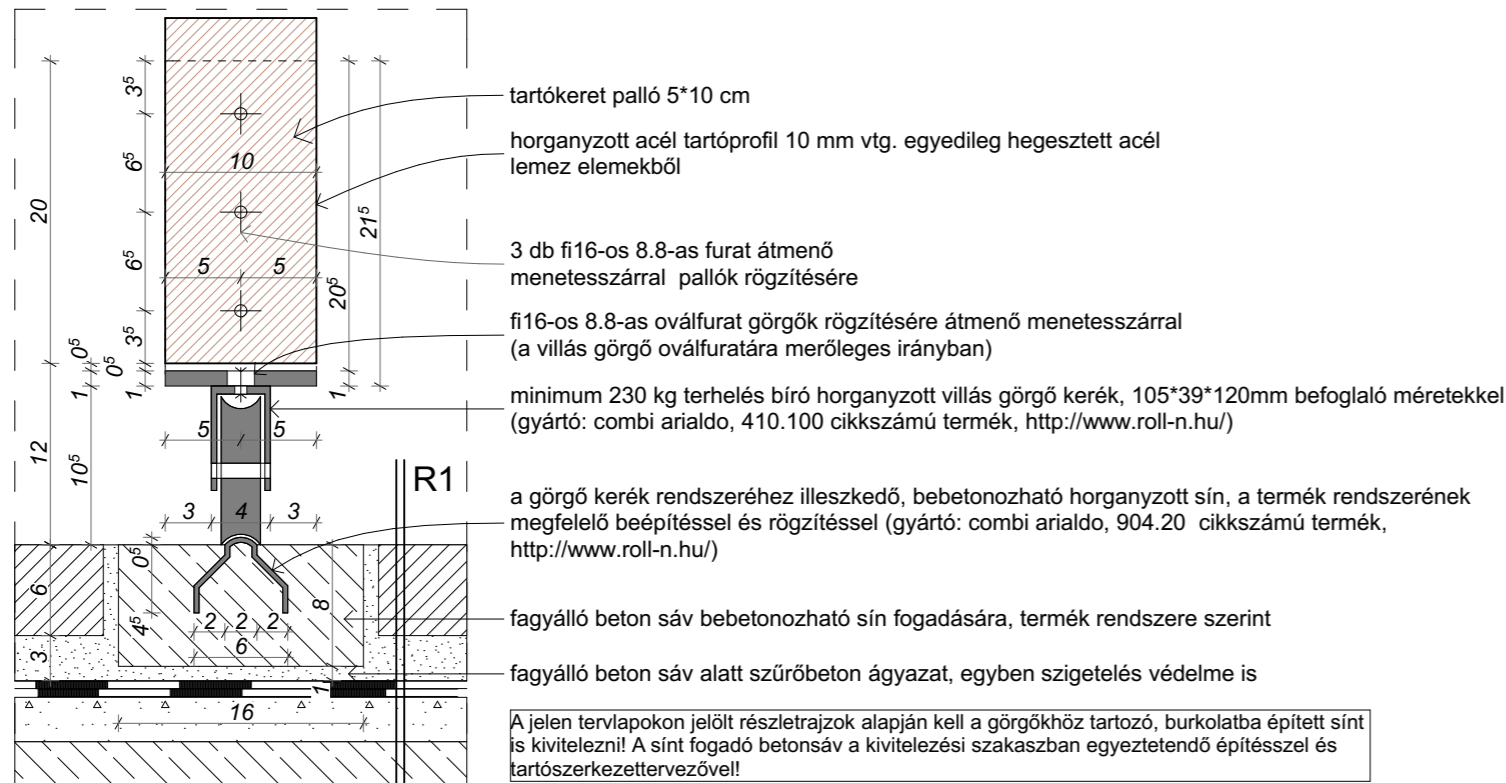 tartókeret palló 5*10 cm
horganyzott acél tartóprofil 10 mm vtg. egyedileg hegesztett acél
lemez elemekből
3 db fi16-os 8.8-as furat átmenő
menetesszárral pallók rögzítésére
fi16-os 8.8-as oválfurat görgők rögzítésére átmenő menetesszárral
(a villás görgő oválfuratára merőleges irányban)
minimum 230 kg terhelés bíró horganyzott villás görgő kerék, 105*39*120mm befoglaló méretekkel
(gyártó: combi arialdo, 410.100 cikkszámú termék, http://www.roll-n.hu/)
a görgő kerék rendszeréhez illeszkedő, bebetonozható horganyzott sín, a termék rendszerének
megfelelő beépítéssel és rögzítéssel (gyártó: combi arialdo, 904.20 cikkszámú termék,
http://www.roll-n.hu/)
fagyálló beton sáv bebetonozható sín fogadására, termék rendszere szerint
fagyálló beton sáv alatt szűrőbeton ágyazat, egyben szigetelés védelme is
A jelen tervlapokon jelölt részletrajzok alapján kell a görgőkhöz tartozó, burkolatba épített sínt
is kivitelezni! A sínt fogadó betonsáv a kivitelezési szakaszban egyeztetendő építésszel és
tartószerkezettervezővel!
R1
20
12
6
3
0⁵
1
10⁵
3⁵
6⁵
6⁵
3⁵
0⁵
10
5 5
20⁵
1
21⁵
5 5
3 4 3
0⁵
4⁵
2 2 2
6
8
1
16